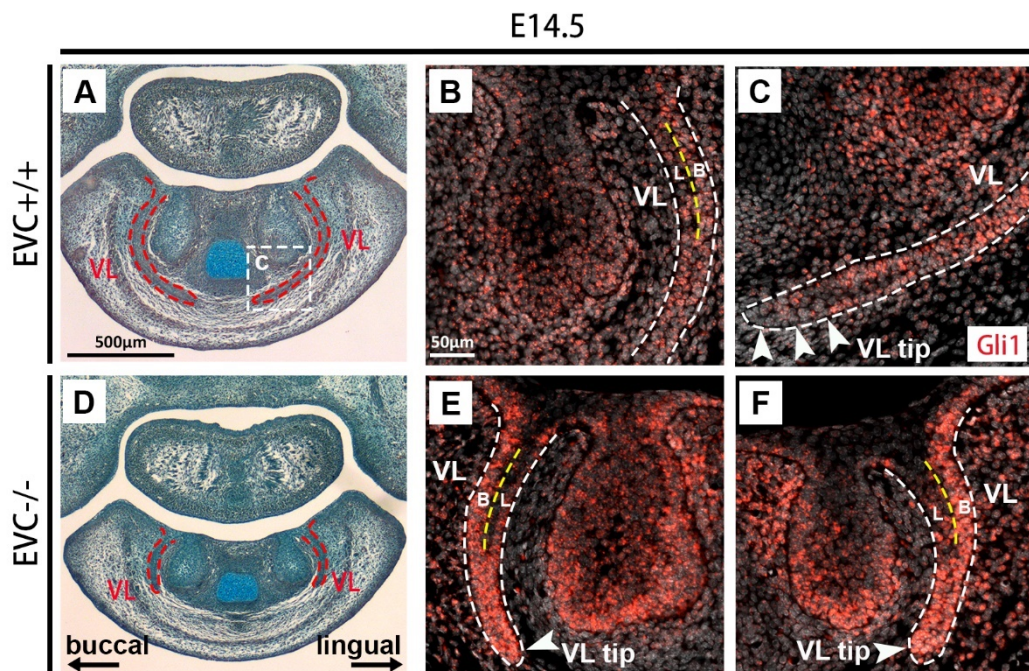 E14.5
EVC+/+
A
VL
VL
C
500μm
B
VL
L
B
50μm
C
VL
VL tip
Gli1
EVC-/-
D
VL
VL
buccal
lingual
E
VL
B
L
VL tip
F
VL
L
B
VL tip